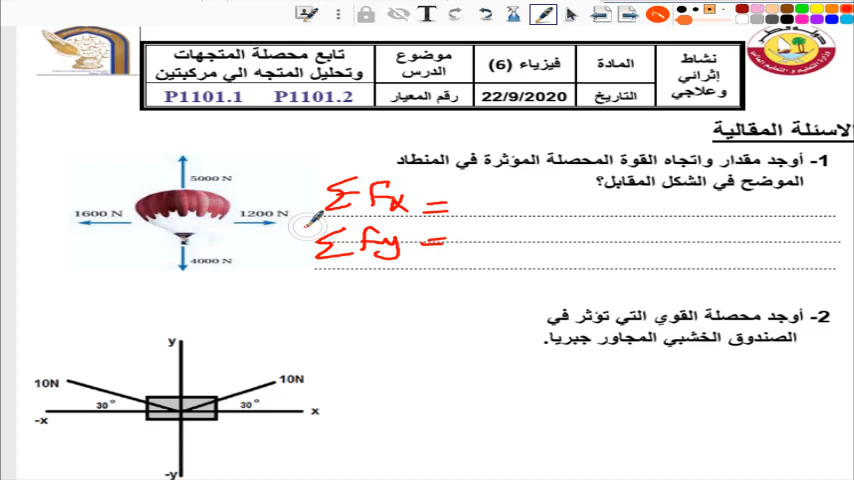 نشاط إثرائي وعلاجي
المادة
فيزياء (6)
موضوع الدرس
تابع محصلة المتجهات وتحليل المتجه الي مركبتين
التاريخ
22/9/2020
رقم المعيار
P1101.1 P1101.2
الاسئلة المقالية
1- أوجد مقدار واتجاه القوة المحصلة المؤثرة في المنطاد
الموضح في الشكل المقابل؟
5000 N
1600 N
1200 N
4000 N
∑Fx =
∑Fy =
2- أوجد محصلة القوي التي تؤثر في
الصندوق الخشبي المجاور جبريا.
y
10N
10N
30°
30°
-x
x
-y